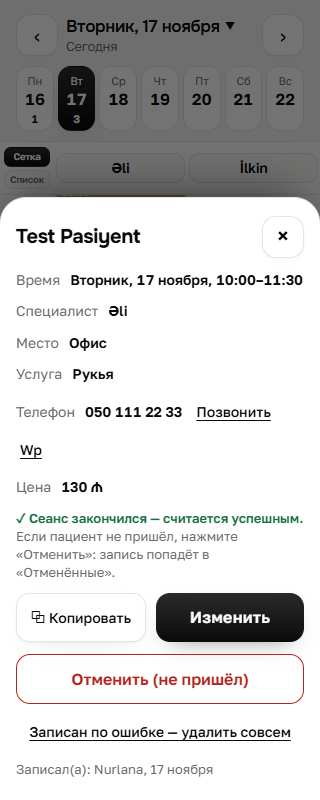 ‹
Вторник, 17 ноября ▼
Сегодня
›
Пн Вт Ср Чт Пт Сб Вс
16 17 18 19 20 21 22
1 3
Сетка
Список
Əli
İlkin
Test Pasiyent
×
Время Вторник, 17 ноября, 10:00–11:30
Специалист Əli
Место Офис
Услуга Рукья
Телефон 050 111 22 33 Позвонить
Wp
Цена 130 ₼
✓ Сеанс закончился — считается успешным.
Если пациент не пришёл, нажмите
«Отменить»: запись попадёт в
«Отменённые».
Копировать
Изменить
Отменить (не пришёл)
Записан по ошибке — удалить совсем
Записал(а): Nurlana, 17 ноября